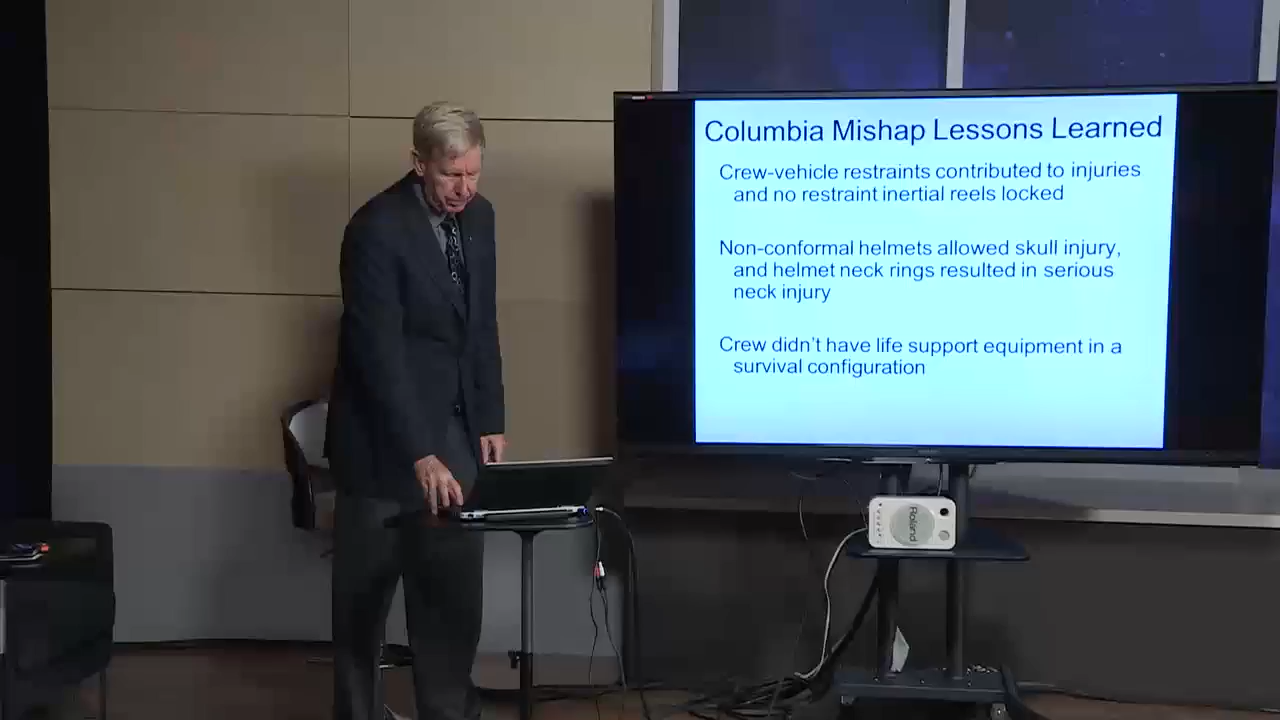 Columbia Mishap Lessons Learned
Crew-vehicle restraints contributed to injuries
and no restraint inertial reels locked
Non-conformal helmets allowed skull injury,
and helmet neck rings resulted in serious
neck injury
Crew didn't have life support equipment in a
survival configuration
Roland